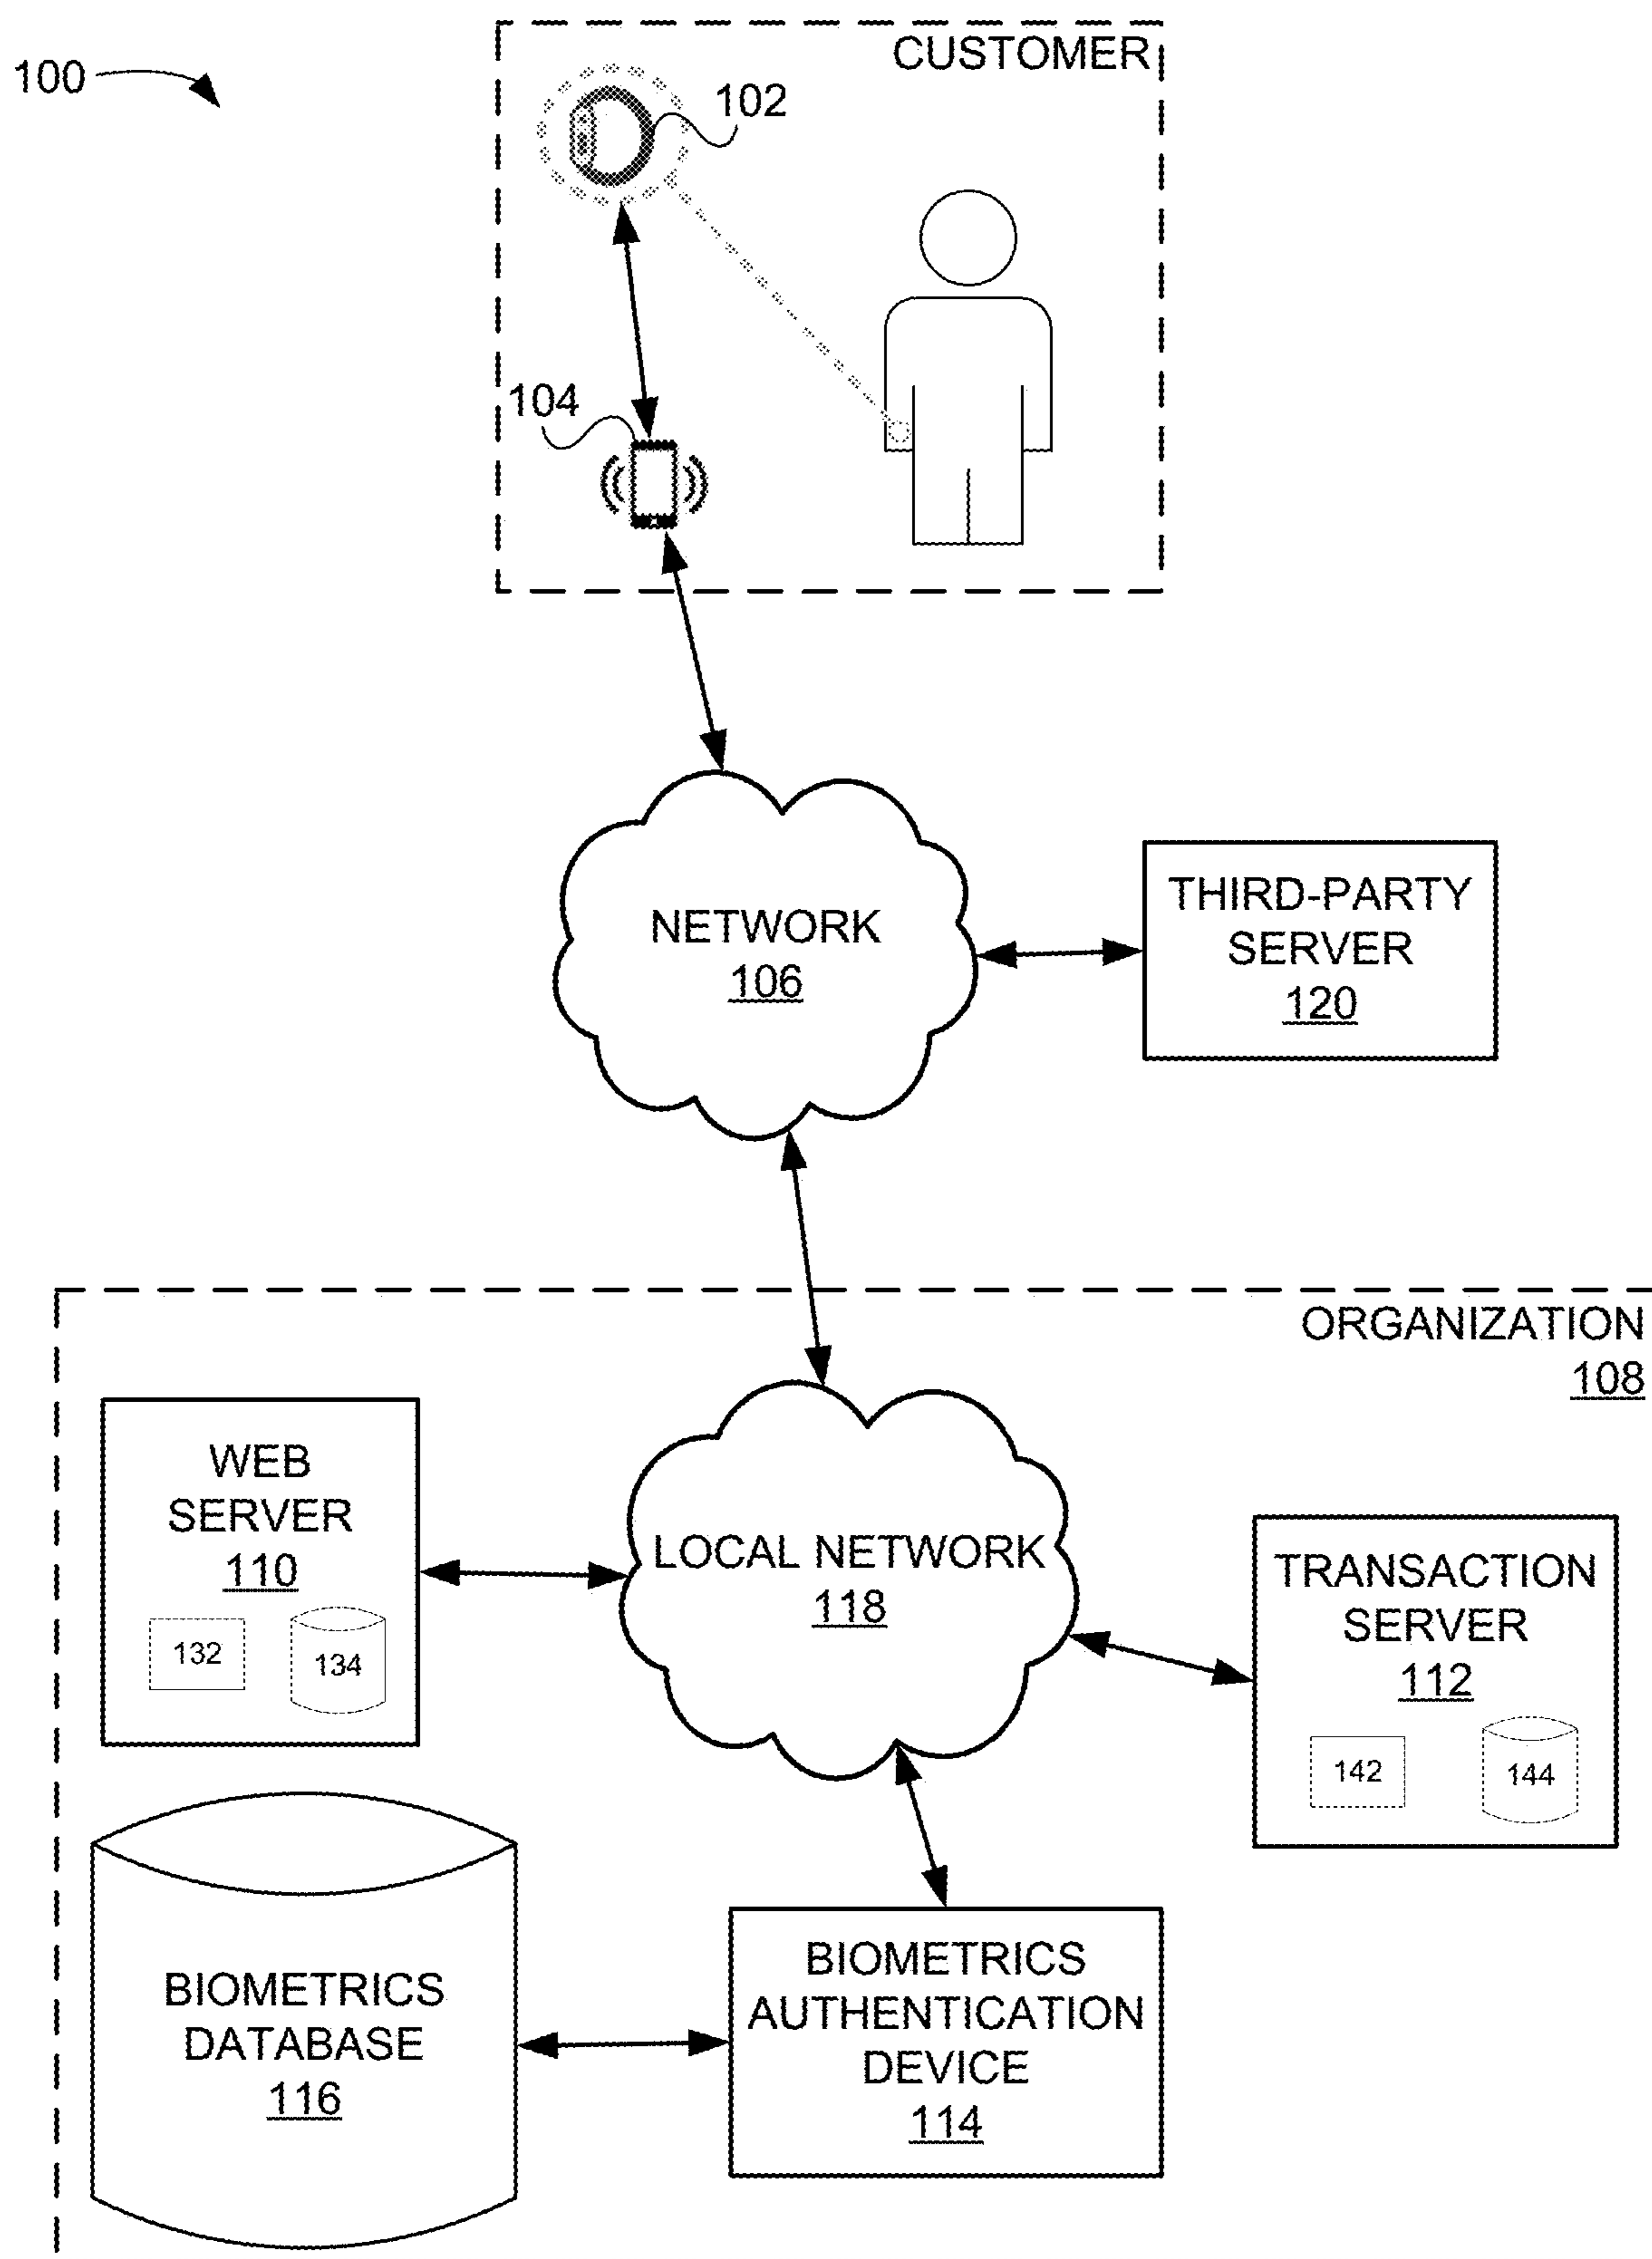 100
CUSTOMER
102
104
NETWORK
106
THIRD-PARTY
SERVER
120
ORGANIZATION
108
WEB
SERVER
110
132
134
LOCAL NETWORK
118
TRANSACTION
SERVER
112
142
144
BIOMETRICS
DATABASE
116
BIOMETRICS
AUTHENTICATION
DEVICE
114